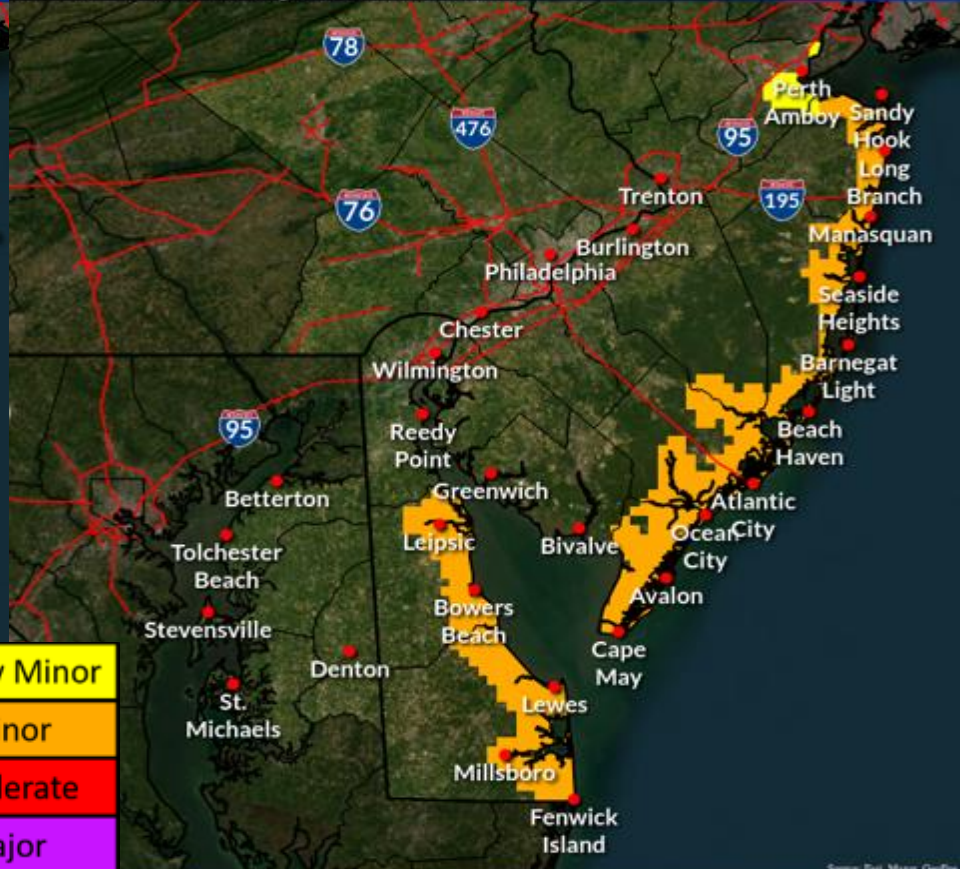 78
Perth
Amboy
Sandy
Hook
476
95
Long
Branch
Trenton
195
76
Manasquan
Burlington
Philadelphia
Seaside
Heights
Chester
Barnegat
Light
Wilmington
95
Reedy
Point
Beach
Haven
Greenwich
Betterton
Atlantic
City
Leipsic
Bivalve
Ocean
City
Tolchester
Beach
Avalon
Bowers
Beach
Stevensville
Cape
May
Denton
y Minor
Lewes
St.
Michaels
nor
Millsboro
lerate
Fenwick
Island
ajor